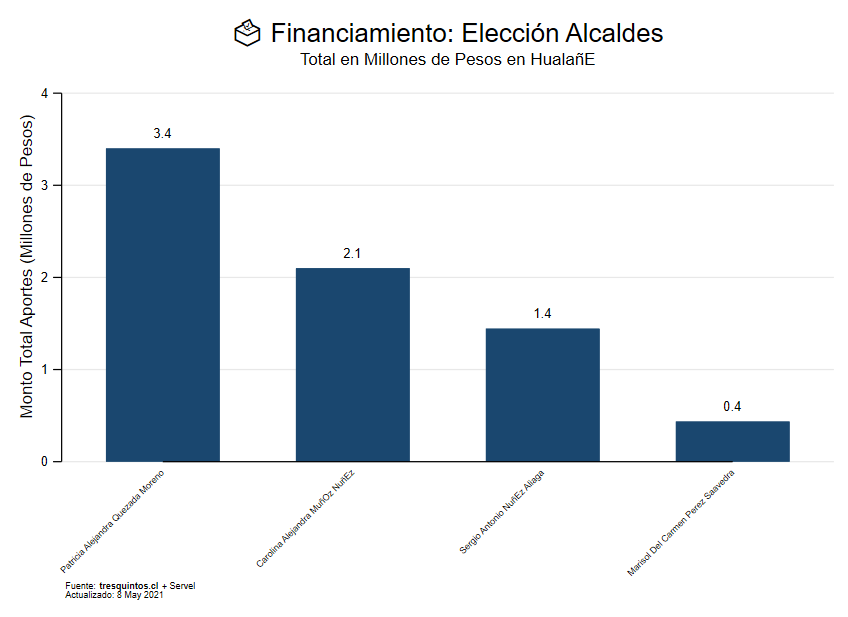 Financiamiento: Elección Alcaldes
Total en Millones de Pesos en HualañE
Monto Total Aportes (Millones de Pesos)
4
3
2
1
0
3.4
2.1
1.4
0.4
Patricia Alejandra Quezada Moreno
Carolina Alejandra MuñOz NuñEz
Sergio Antonio NuñEz Aliaga
Marisol Del Carmen Perez Saavedra
Fuente: tresquintos.cl + Servel
Actualizado: 8 May 2021